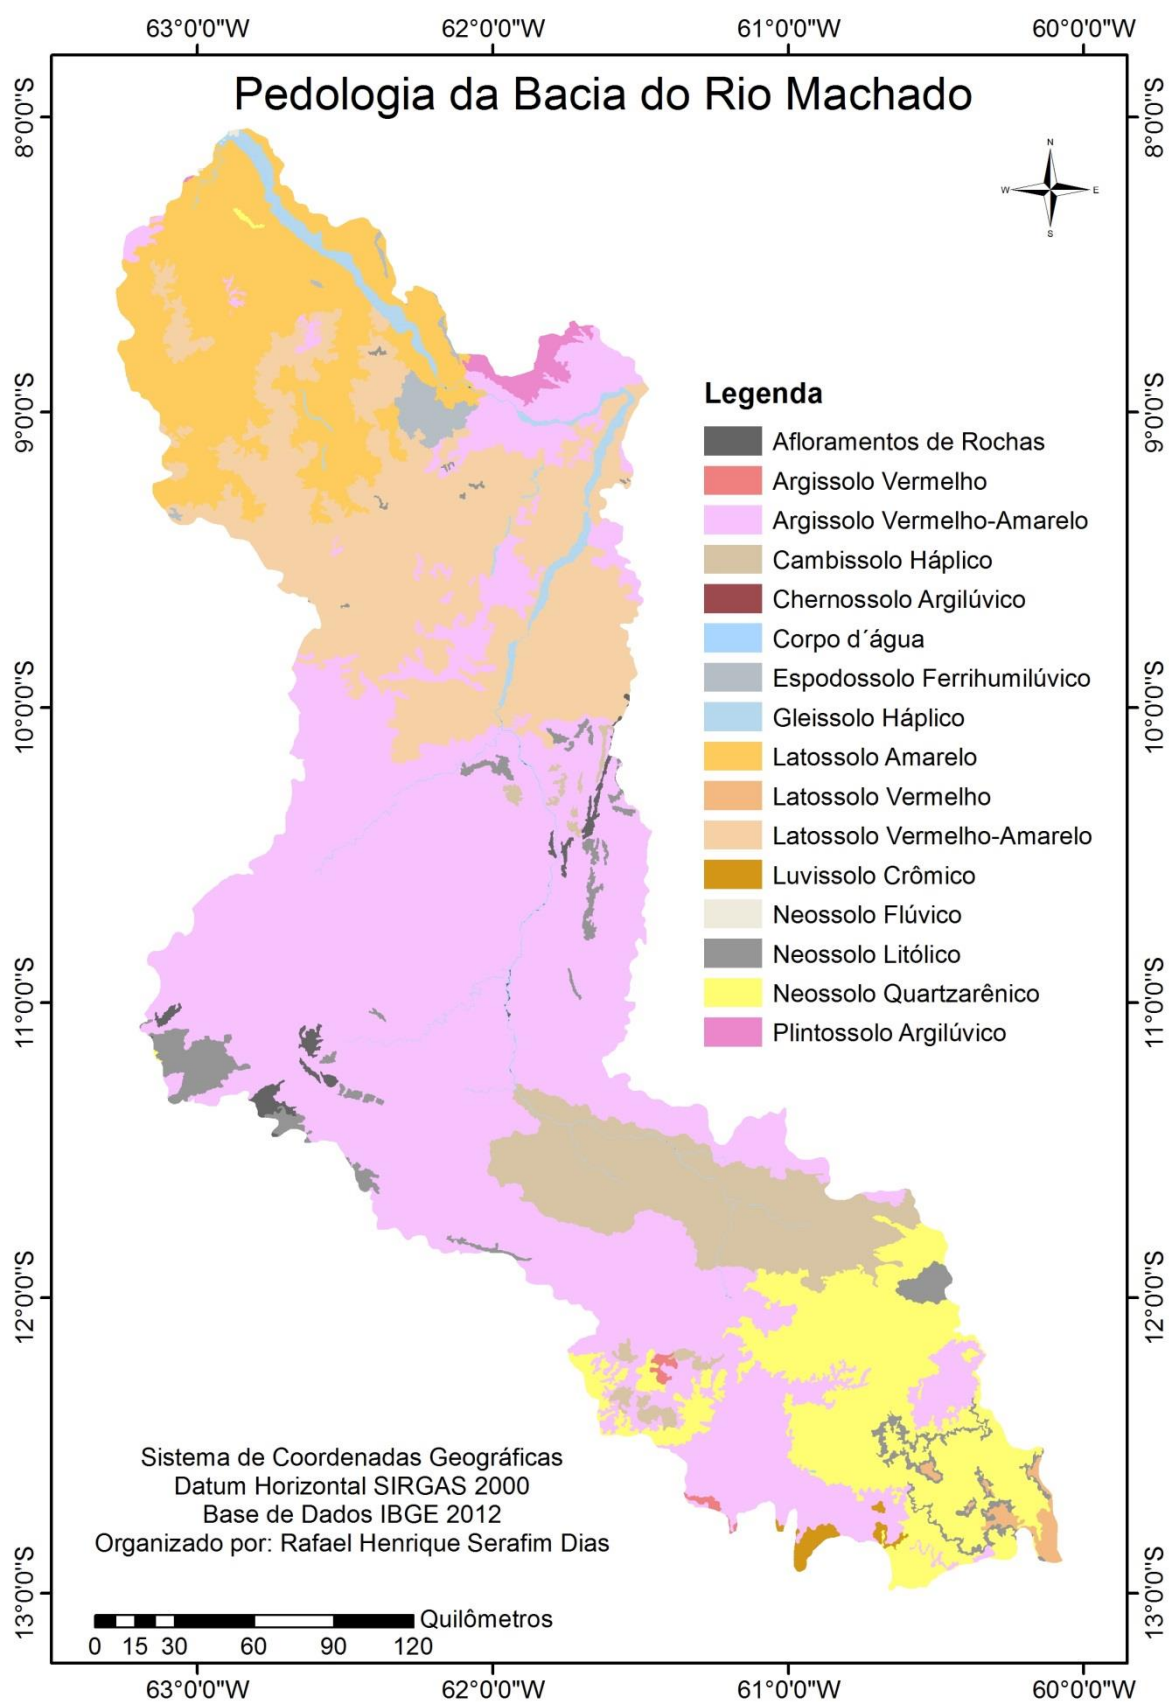 63°0'0"W 62°0'0"W 61°0'0"W 60°0'0"W
Pedologia da Bacia do Rio Machado
8°0'0"S 8°0'0"S
N
W E
S
9°0'0"S 9°0'0"S
Legenda
Afloramentos de Rochas
Argissolo Vermelho
Argissolo Vermelho-Amarelo
Cambissolo Háplico
Chernossolo Argilúvico
Corpo d´água
Espodossolo Ferrihumilúvico
Gleissolo Háplico
Latossolo Amarelo
Latossolo Vermelho
Latossolo Vermelho-Amarelo
Luvissolo Crômico
Neossolo Flúvico
Neossolo Litólico
Neossolo Quartzarênico
Plintossolo Argilúvico
10°0'0"S 10°0'0"S
11°0'0"S 11°0'0"S
12°0'0"S 12°0'0"S
Sistema de Coordenadas Geográficas
Datum Horizontal SIRGAS 2000
Base de Dados IBGE 2012
Organizado por: Rafael Henrique Serafim Dias
13°0'0"S 13°0'0"S
Quilômetros
0 15 30 60 90 120
63°0'0"W 62°0'0"W 61°0'0"W 60°0'0"W